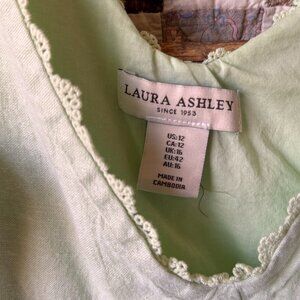 LAURA ASHLEY
SINCE 1953
US:12
CA:12
UK:16
EU:42
AU:16
MADE IN
CAMBODIA